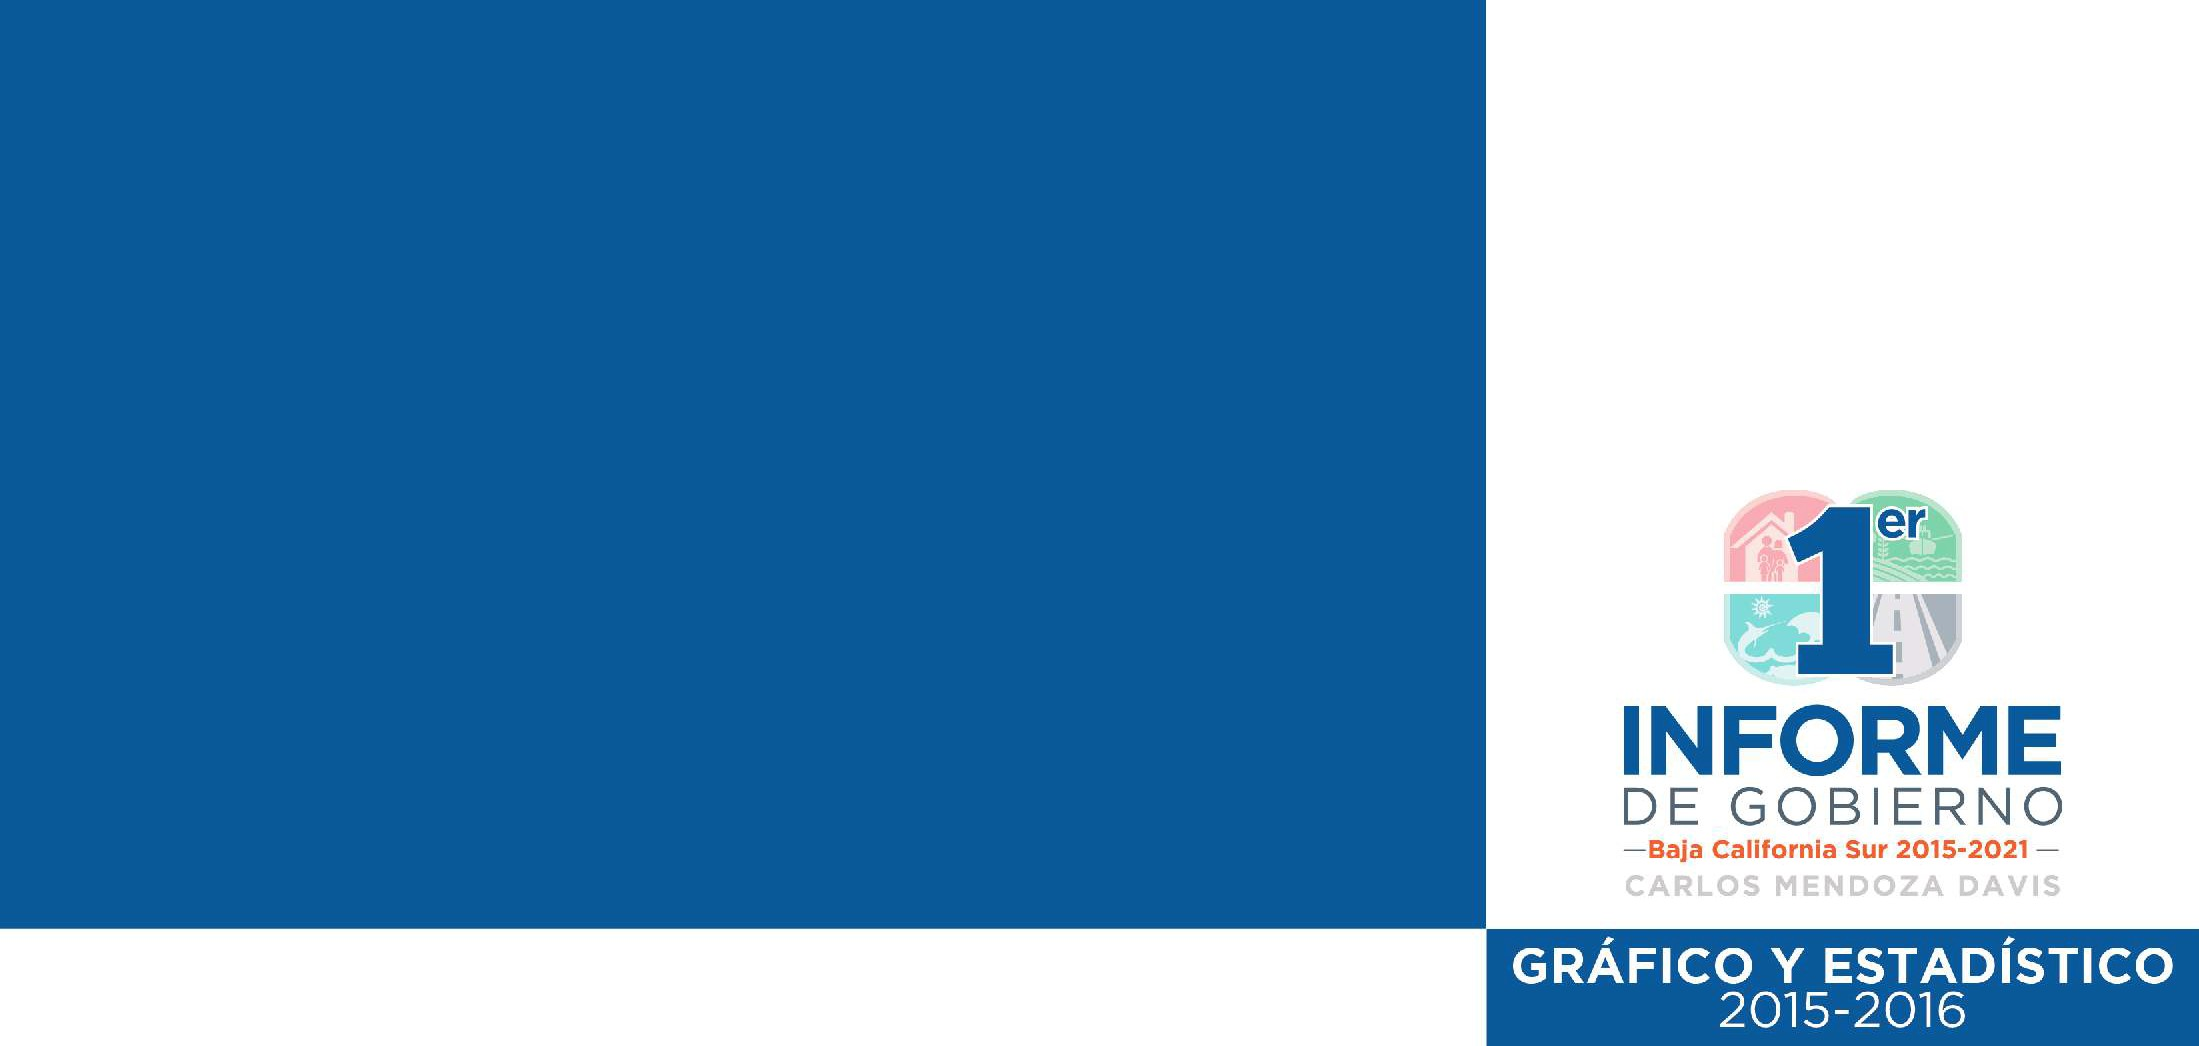 1er
INFORME
DE GOBIERNO
—Baja California Sur 2015-2021 —
CARLOS MENDOZA DAVIS
GRÁFICO Y ESTADÍSTICO
2015-2016